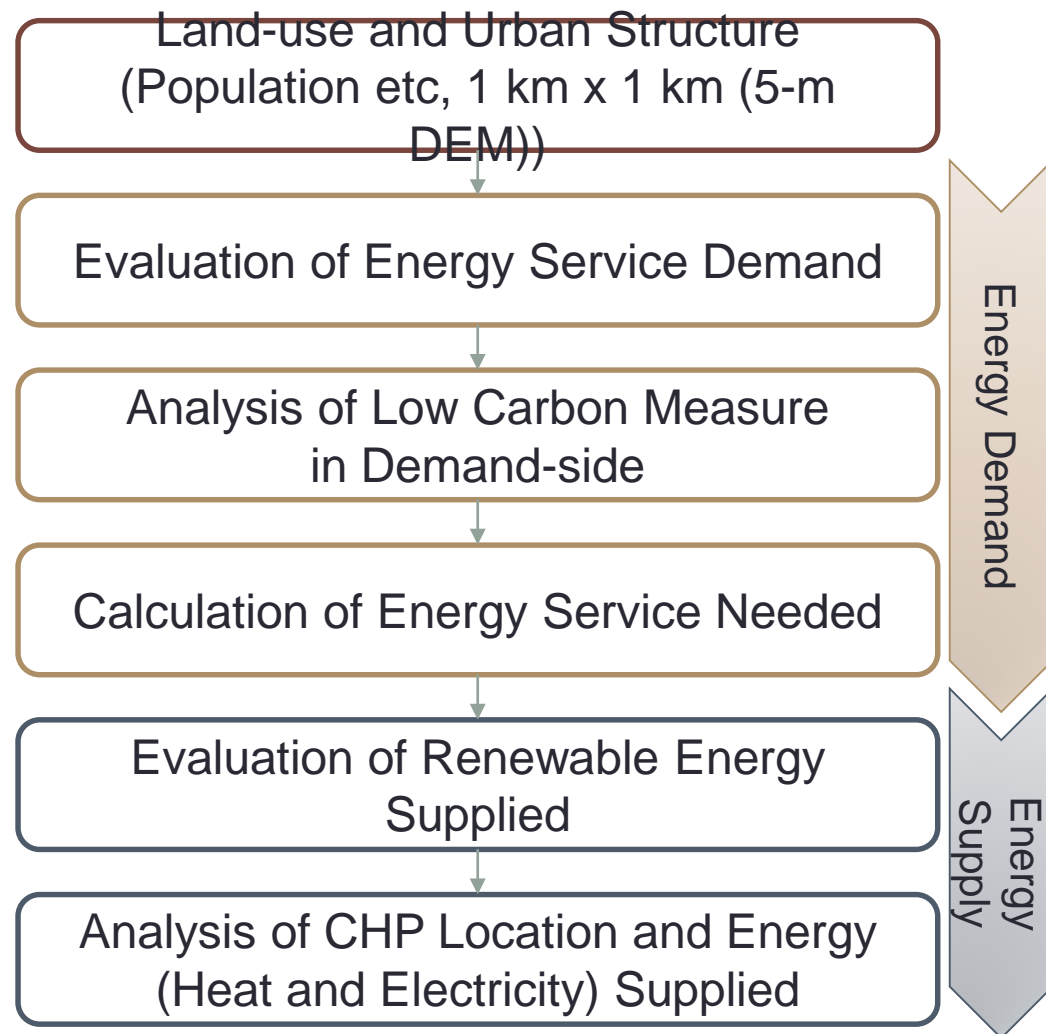 Land-use and Urban Structure
(Population etc, 1 km x 1 km (5-m
DEM))
Evaluation of Energy Service Demand
Analysis of Low Carbon Measure
in Demand-side
Calculation of Energy Service Needed
Energy Demand
Evaluation of Renewable Energy
Supplied
Analysis of CHP Location and Energy
(Heat and Electricity) Supplied
Energy
Supply